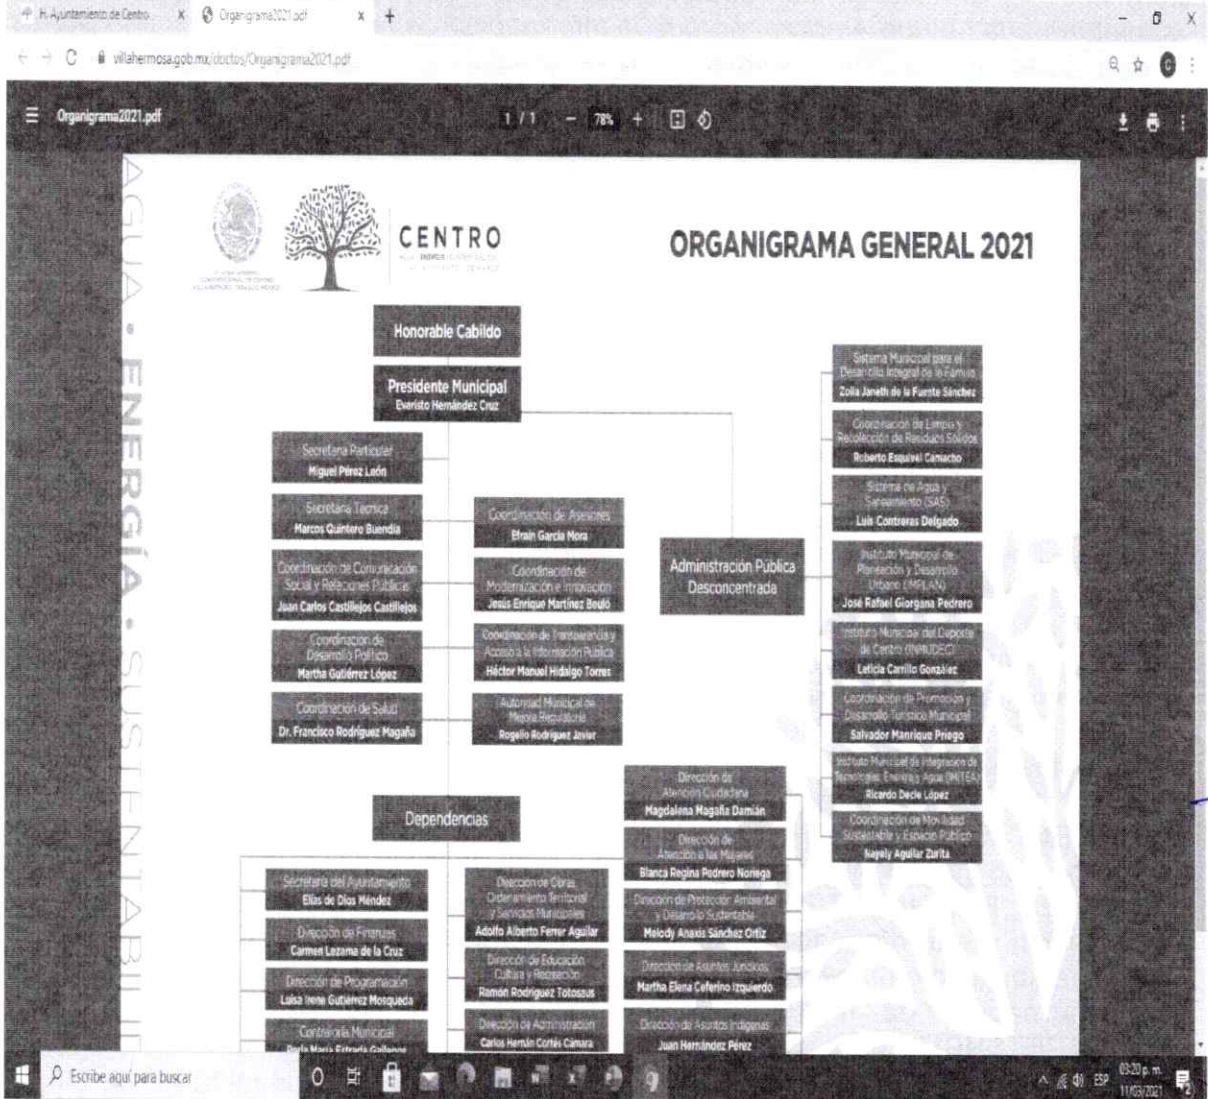 H. Ayuntamiento de Centro
Organigrama2021.pdf
villahermosa.gob.mx/doctos/Organigrama2021.pdf
Organigrama2021.pdf
1 / 1 − 78% +
CENTRO
ORGANIGRAMA GENERAL 2021
AGUA • ENERGÍA • SUSTENTABILI
Honorable Cabildo
Presidente Municipal
Evaristo Hernández Cruz
Secretaría Particular
Miguel Pérez León
Secretaría Técnica
Marcos Quintero Buendía
Coordinación de Comunicación
Social y Relaciones Públicas
Juan Carlos Castillejos Castillejos
Coordinación de
Desarrollo Político
Martha Gutiérrez López
Coordinación de Salud
Dr. Francisco Rodríguez Magaña
Coordinación de Asesores
Efraín García Mora
Coordinación de
Modernización e Innovación
Jesús Enrique Martínez Beuló
Coordinación de Transparencia y
Acceso a la Información Pública
Héctor Manuel Hidalgo Torres
Autoridad Municipal de
Mejora Regulatoria
Rogelio Rodríguez Javier
Administración Pública
Desconcentrada
Sistema Municipal para el
Desarrollo Integral de la Familia
Zoila Janeth de la Fuente Sánchez
Coordinación de Limpia y
Recolección de Residuos Sólidos
Roberto Esquivel Camacho
Sistema de Agua y
Saneamiento (SAS)
Luis Contreras Delgado
Instituto Municipal de
Planeación y Desarrollo
Urbano (IMPLAN)
José Rafael Giorgana Pedrero
Instituto Municipal del Deporte
de Centro (INMUDEC)
Leticia Carrillo González
Coordinación de Promoción y
Desarrollo Turístico Municipal
Salvador Manrique Priego
Instituto Municipal de Integración de
Tecnologías, Energía y Agua (IMITEA)
Ricardo Decle López
Coordinación de Movilidad
Sustentable y Espacio Público
Nayely Aguilar Zurita
Dependencias
Secretaría del Ayuntamiento
Elías de Dios Méndez
Dirección de Finanzas
Carmen Lezama de la Cruz
Dirección de Programación
Luisa Irene Gutiérrez Mosqueda
Contraloría Municipal
Perla María Estrada Gallegos
Dirección de Obras,
Ordenamiento Territorial
y Servicios Municipales
Adolfo Alberto Ferrer Aguilar
Dirección de Educación
Cultura y Recreación
Ramón Rodríguez Totosaus
Dirección de Administración
Carlos Hernán Cortés Cámara
Dirección de
Atención Ciudadana
Magdalena Magaña Damián
Dirección de
Atención a las Mujeres
Blanca Regina Pedrero Noriega
Dirección de Protección Ambiental
y Desarrollo Sustentable
Melody Anaxis Sánchez Ortiz
Dirección de Asuntos Jurídicos
Martha Elena Ceferino Izquierdo
Dirección de Asuntos Indígenas
Juan Hernández Pérez
Escribe aquí para buscar
ESP
03:20 p. m.
11/03/2021